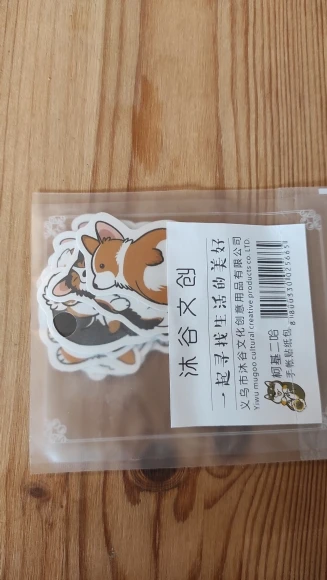 沐谷文创
一起寻找生活的美好
义乌市沐谷文化创意用品有限公司
Yiwu mugoo cultural creative products co. LTD
柯基二哈
手帐贴纸包